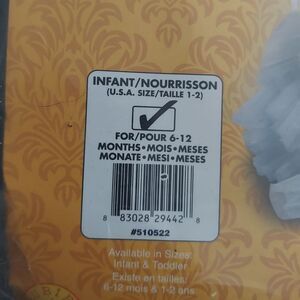 INFANT/NOURRISSON
(U.S.A. SIZE/TAILLE 1-2)
FOR/POUR 6-12
MONTHS•MOIS•MESES
MONATE•MESI•MESES
8 83028 29442 8
#510522
Available in Sizes:
Infant & Toddler
Existe en tailles:
6-12 mois & 1-2 ans